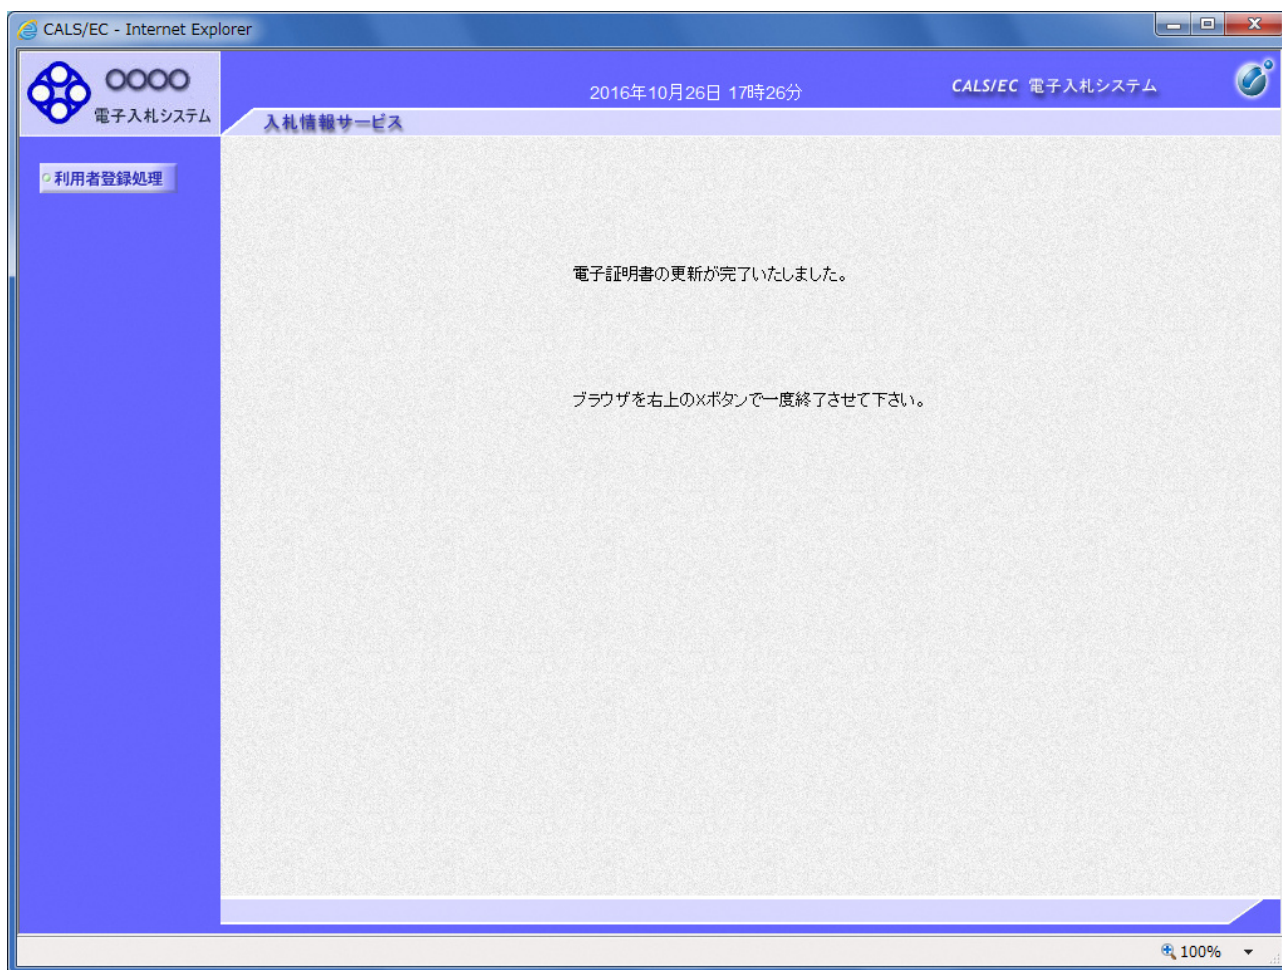 CALS/EC - Internet Explorer
○○○○
電子入札システム
2016年10月26日 17時26分
CALS/EC 電子入札システム
入札情報サービス
利用者登録処理
電子証明書の更新が完了いたしました。
ブラウザを右上の×ボタンで一度終了させて下さい。
100%